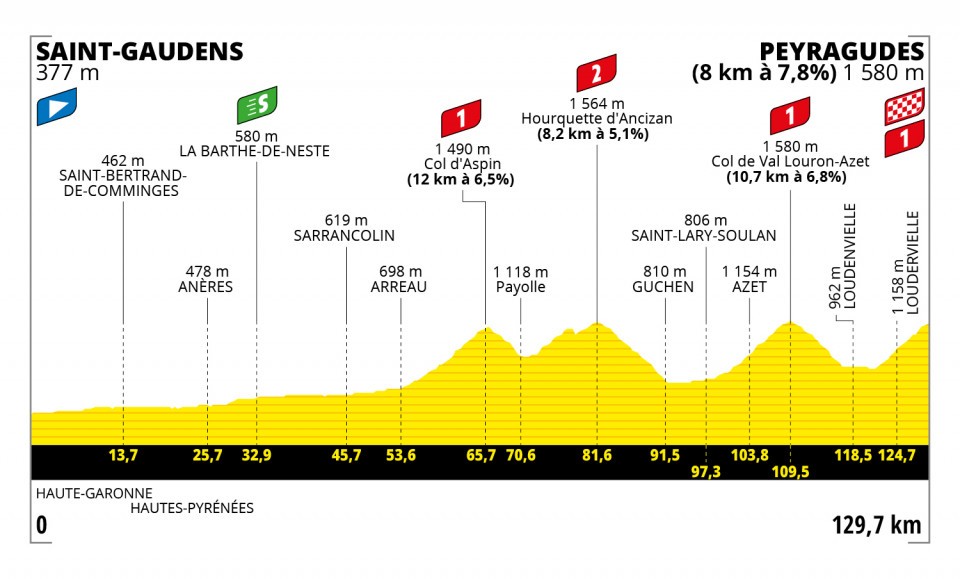 SAINT-GAUDENS
377 m
PEYRAGUDES
(8 km à 7,8%) 1 580 m
S
580 m
LA BARTHE-DE-NESTE
462 m
SAINT-BERTRAND-
DE-COMMINGES
478 m
ANÈRES
619 m
SARRANCOLIN
698 m
ARREAU
1
1 490 m
Col d'Aspin
(12 km à 6,5%)
1 118 m
Payolle
2
1 564 m
Hourquette d'Ancizan
(8,2 km à 5,1%)
810 m
GUCHEN
806 m
SAINT-LARY-SOULAN
1 154 m
AZET
1
1 580 m
Col de Val Louron-Azet
(10,7 km à 6,8%)
962 m
LOUDENVIELLE
1 158 m
LOUDERVIELLE
1
13,7
25,7
32,9
45,7
53,6
65,7
70,6
81,6
91,5
97,3
103,8
109,5
118,5
124,7
HAUTE-GARONNE
HAUTES-PYRÉNÉES
0
129,7 km